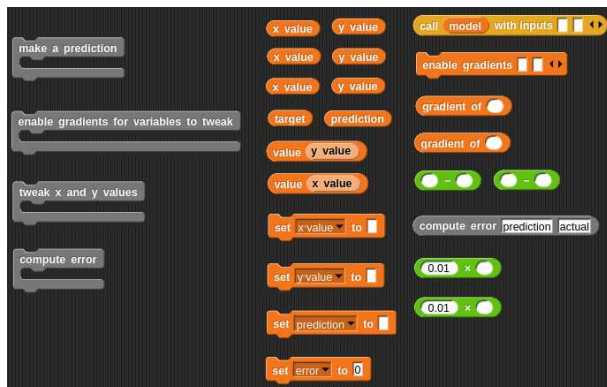 make a prediction
enable gradients for variables to tweak
tweak x and y values
compute error
x value y value
x value y value
x value y value
target prediction
value y value
value x value
set x value to
set y value to
set prediction to
set error to 0
call model with inputs
enable gradients
gradient of
gradient of
− −
compute error prediction actual
0.01 ×
0.01 ×